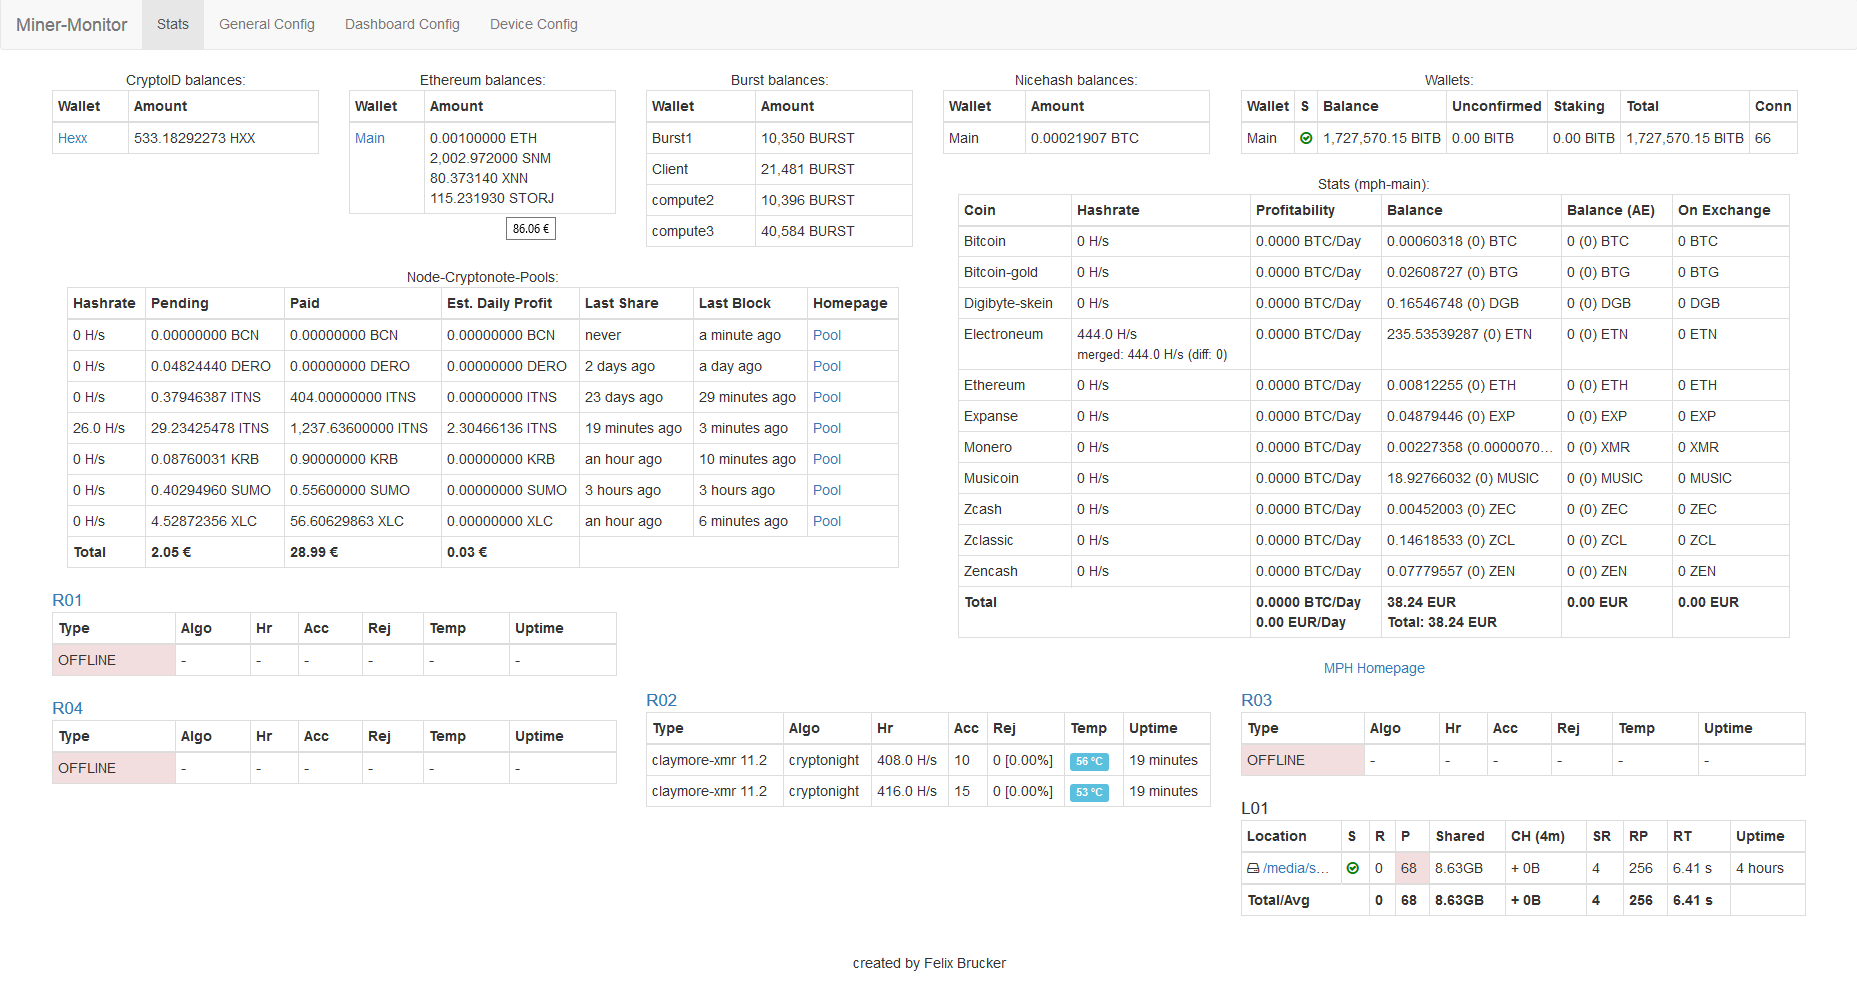 Miner-Monitor Stats General Config Dashboard Config Device Config
CryptoID balances:
Wallet Amount
Hexx 533.18292273 HXX
Ethereum balances:
Wallet Amount
Main 0.00100000 ETH
2,002.972000 SNM
80.373140 XNN
115.231930 STORJ
86.06 €
Burst balances:
Wallet Amount
Burst1 10,350 BURST
Client 21,481 BURST
compute2 10,396 BURST
compute3 40,584 BURST
Nicehash balances:
Wallet Amount
Main 0.00021907 BTC
Wallets:
Wallet S Balance Unconfirmed Staking Total Conn
Main 1,727,570.15 BITB 0.00 BITB 0.00 BITB 1,727,570.15 BITB 66
Node-Cryptonote-Pools:
Hashrate Pending Paid Est. Daily Profit Last Share Last Block Homepage
0 H/s 0.00000000 BCN 0.00000000 BCN 0.00000000 BCN never a minute ago Pool
0 H/s 0.04824440 DERO 0.00000000 DERO 0.00000000 DERO 2 days ago a day ago Pool
0 H/s 0.37946387 ITNS 404.00000000 ITNS 0.00000000 ITNS 23 days ago 29 minutes ago Pool
26.0 H/s 29.23425478 ITNS 1,237.63600000 ITNS 2.30466136 ITNS 19 minutes ago 3 minutes ago Pool
0 H/s 0.08760031 KRB 0.90000000 KRB 0.00000000 KRB an hour ago 10 minutes ago Pool
0 H/s 0.40294960 SUMO 0.55600000 SUMO 0.00000000 SUMO 3 hours ago 3 hours ago Pool
0 H/s 4.52872356 XLC 56.60629863 XLC 0.00000000 XLC an hour ago 6 minutes ago Pool
Total 2.05 € 28.99 € 0.03 €
Stats (mph-main):
Coin Hashrate Profitability Balance Balance (AE) On Exchange
Bitcoin 0 H/s 0.0000 BTC/Day 0.00060318 (0) BTC 0 (0) BTC 0 BTC
Bitcoin-gold 0 H/s 0.0000 BTC/Day 0.02608727 (0) BTG 0 (0) BTG 0 BTG
Digibyte-skein 0 H/s 0.0000 BTC/Day 0.16546748 (0) DGB 0 (0) DGB 0 DGB
Electroneum 444.0 H/s 0.0000 BTC/Day 235.53539287 (0) ETN 0 (0) ETN 0 ETN
merged: 444.0 H/s (diff: 0)
Ethereum 0 H/s 0.0000 BTC/Day 0.00812255 (0) ETH 0 (0) ETH 0 ETH
Expanse 0 H/s 0.0000 BTC/Day 0.04879446 (0) EXP 0 (0) EXP 0 EXP
Monero 0 H/s 0.0000 BTC/Day 0.00227358 (0.0000070... 0 (0) XMR 0 XMR
Musicoin 0 H/s 0.0000 BTC/Day 18.92766032 (0) MUSIC 0 (0) MUSIC 0 MUSIC
Zcash 0 H/s 0.0000 BTC/Day 0.00452003 (0) ZEC 0 (0) ZEC 0 ZEC
Zclassic 0 H/s 0.0000 BTC/Day 0.14618533 (0) ZCL 0 (0) ZCL 0 ZCL
Zencash 0 H/s 0.0000 BTC/Day 0.07779557 (0) ZEN 0 (0) ZEN 0 ZEN
Total 0.0000 BTC/Day 38.24 EUR 0.00 EUR 0.00 EUR
0.00 EUR/Day Total: 38.24 EUR
MPH Homepage
R01
Type Algo Hr Acc Rej Temp Uptime
OFFLINE - - - - - -
R04
Type Algo Hr Acc Rej Temp Uptime
OFFLINE - - - - - -
R02
Type Algo Hr Acc Rej Temp Uptime
claymore-xmr 11.2 cryptonight 408.0 H/s 10 0 [0.00%] 56 °C 19 minutes
claymore-xmr 11.2 cryptonight 416.0 H/s 15 0 [0.00%] 53 °C 19 minutes
R03
Type Algo Hr Acc Rej Temp Uptime
OFFLINE - - - - - -
L01
Location S R P Shared CH (4m) SR RP RT Uptime
/media/s... 0 68 8.63GB + 0B 4 256 6.41 s 4 hours
Total/Avg 0 68 8.63GB + 0B 4 256 6.41 s
created by Felix Brucker